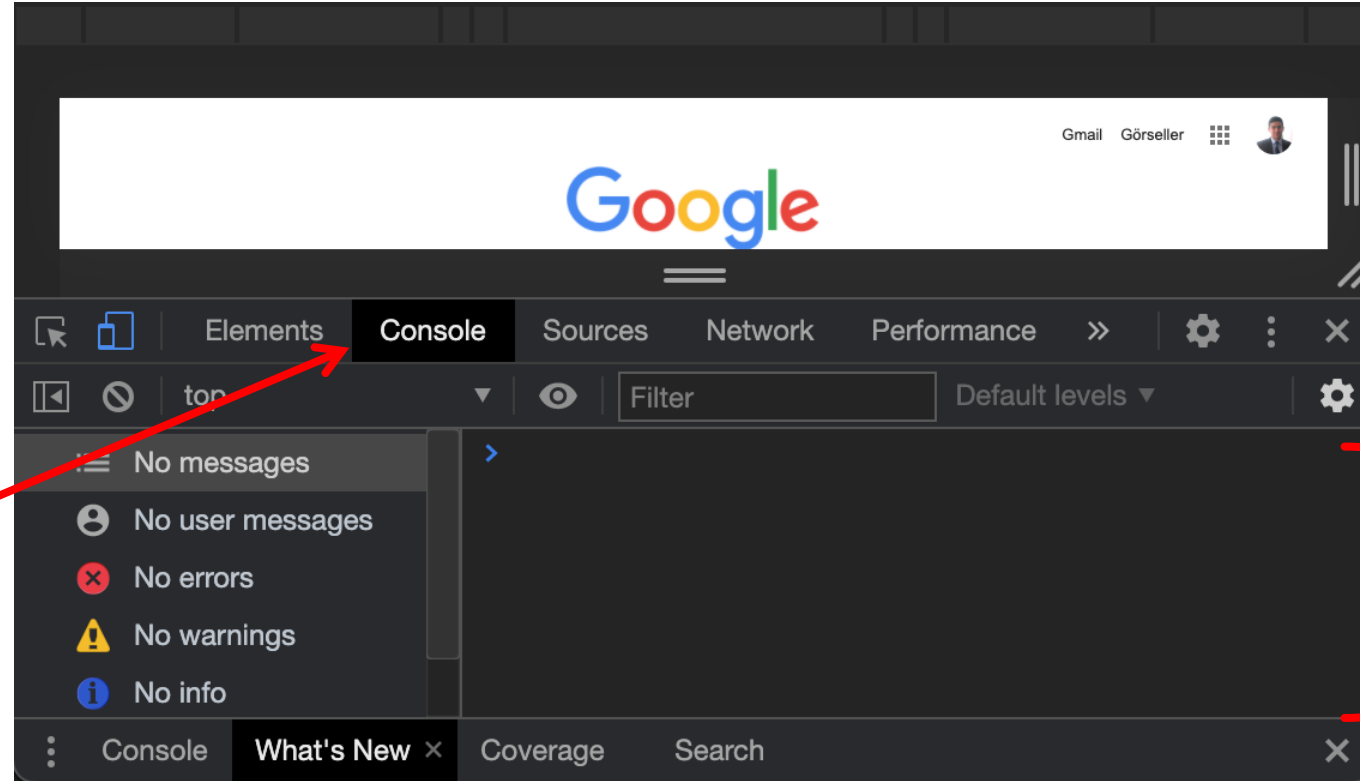 Gmail Görseller
Google
Elements Console Sources Network Performance »
top Filter Default levels
No messages
No user messages
No errors
No warnings
No info
Console What's New × Coverage Search